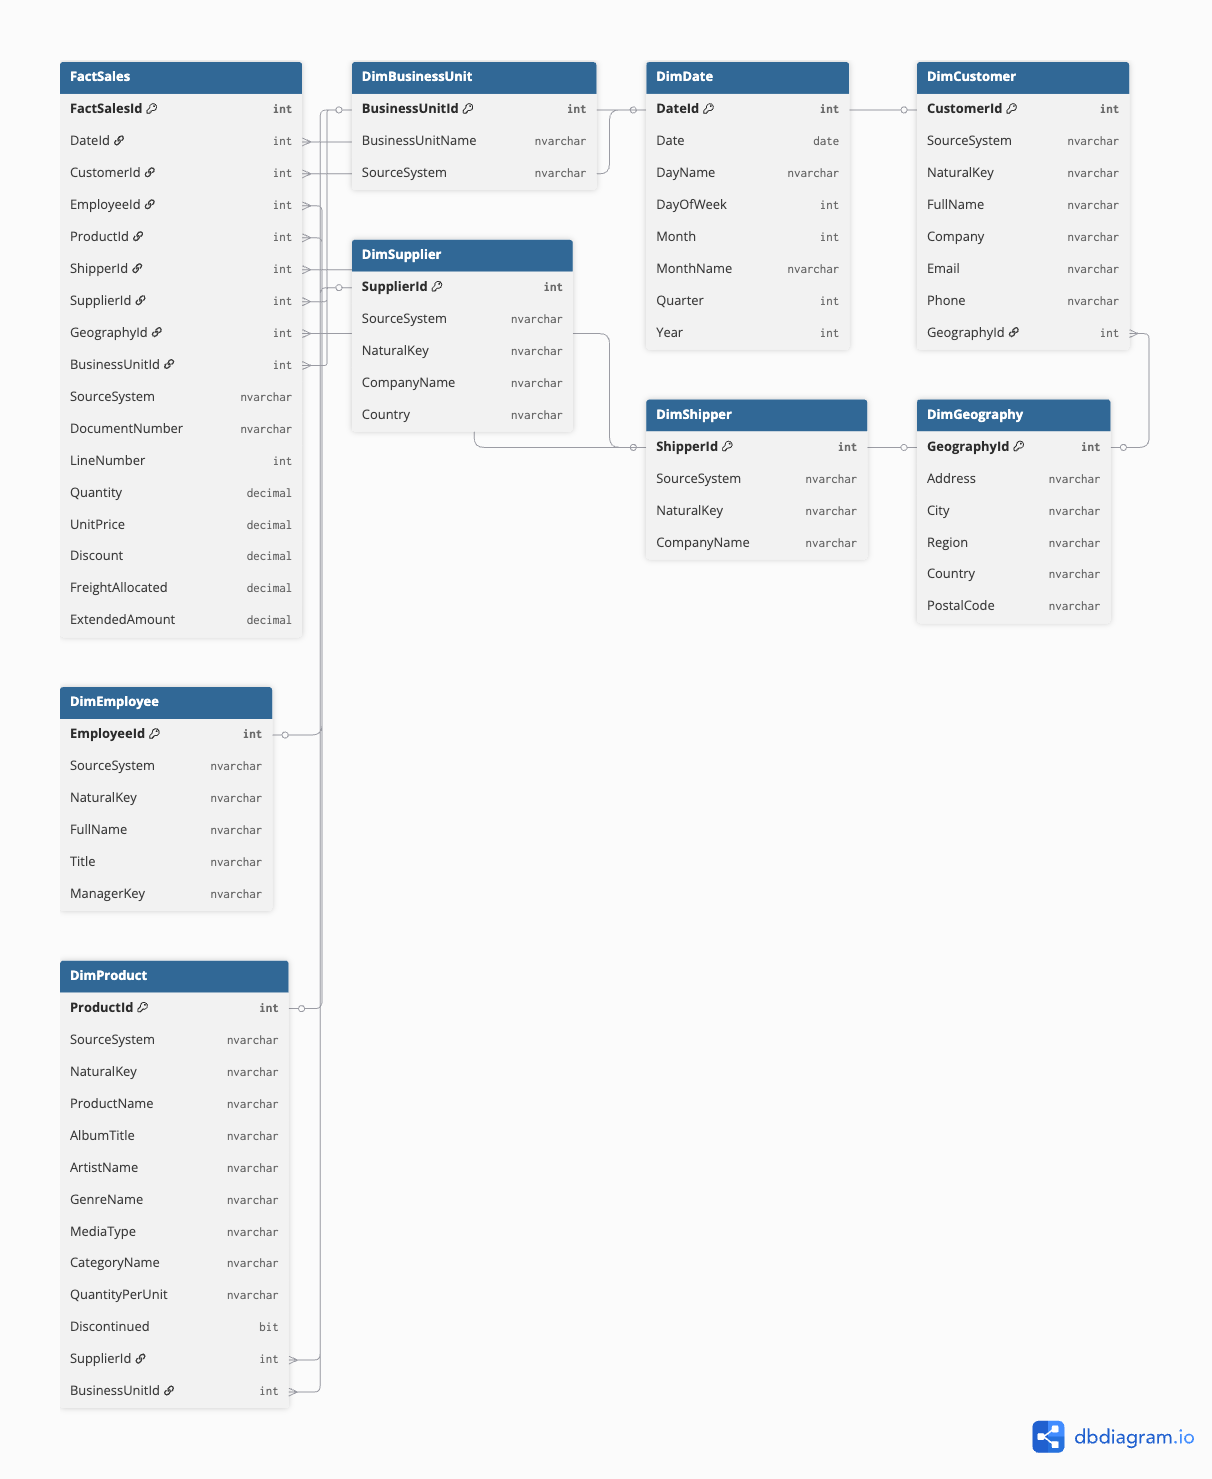 FactSales
FactSalesId int
DateId int
CustomerId int
EmployeeId int
ProductId int
ShipperId int
SupplierId int
GeographyId int
BusinessUnitId int
SourceSystem nvarchar
DocumentNumber nvarchar
LineNumber int
Quantity decimal
UnitPrice decimal
Discount decimal
FreightAllocated decimal
ExtendedAmount decimal
DimBusinessUnit
BusinessUnitId int
BusinessUnitName nvarchar
SourceSystem nvarchar
DimSupplier
SupplierId int
SourceSystem nvarchar
NaturalKey nvarchar
CompanyName nvarchar
Country nvarchar
DimDate
DateId int
Date date
DayName nvarchar
DayOfWeek int
Month int
MonthName nvarchar
Quarter int
Year int
DimCustomer
CustomerId int
SourceSystem nvarchar
NaturalKey nvarchar
FullName nvarchar
Company nvarchar
Email nvarchar
Phone nvarchar
GeographyId int
DimShipper
ShipperId int
SourceSystem nvarchar
NaturalKey nvarchar
CompanyName nvarchar
DimGeography
GeographyId int
Address nvarchar
City nvarchar
Region nvarchar
Country nvarchar
PostalCode nvarchar
DimEmployee
EmployeeId int
SourceSystem nvarchar
NaturalKey nvarchar
FullName nvarchar
Title nvarchar
ManagerKey nvarchar
DimProduct
ProductId int
SourceSystem nvarchar
NaturalKey nvarchar
ProductName nvarchar
AlbumTitle nvarchar
ArtistName nvarchar
GenreName nvarchar
MediaType nvarchar
CategoryName nvarchar
QuantityPerUnit nvarchar
Discontinued bit
SupplierId int
BusinessUnitId int
dbdiagram.io